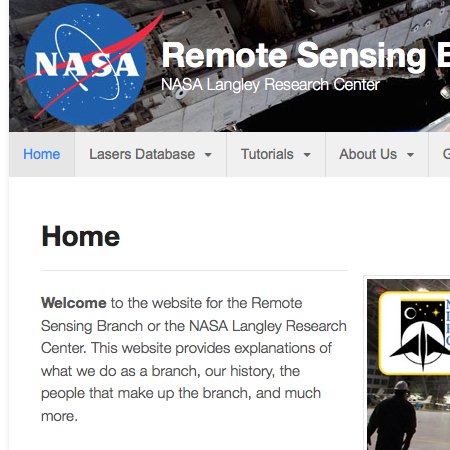 NASA
Remote Sensing
NASA Langley Research Center
Home
Lasers Database
Tutorials
About Us
Home
Welcome to the website for the Remote
Sensing Branch or the NASA Langley Research
Center. This website provides explanations of
what we do as a branch, our history, the
people that make up the branch, and much
more.